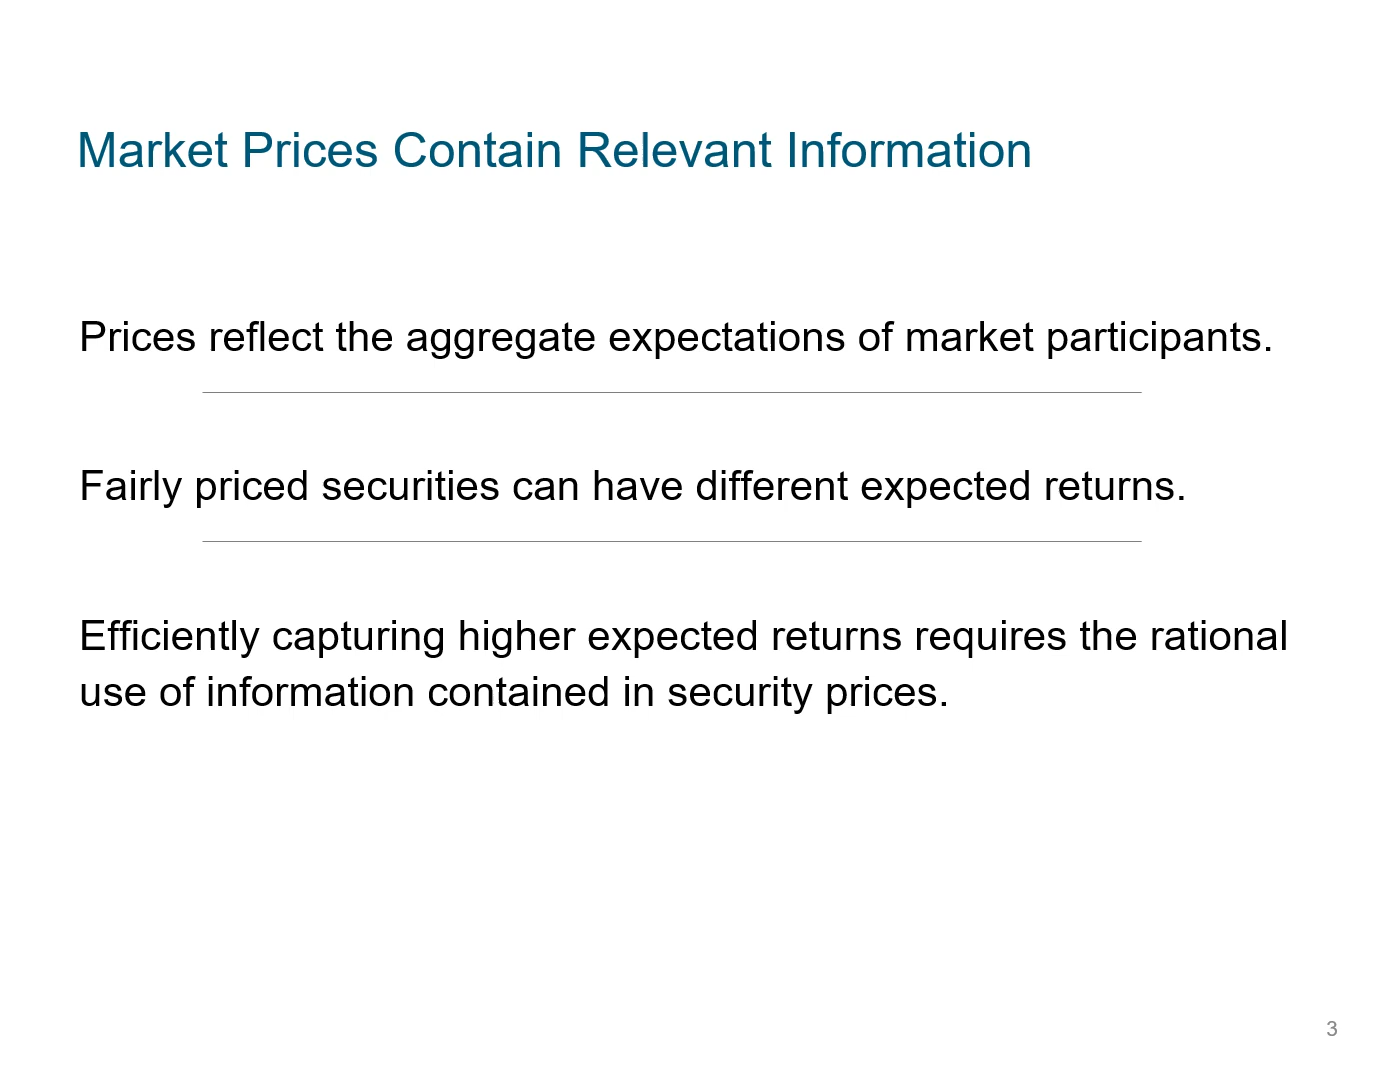 Market Prices Contain Relevant Information
Prices reflect the aggregate expectations of market participants.
Fairly priced securities can have different expected returns.
Efficiently capturing higher expected returns requires the rational
use of information contained in security prices.
3